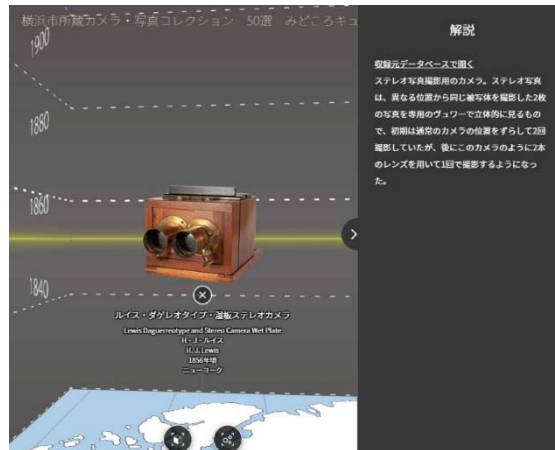 横浜市所蔵カメラ・写真コレクション 50選 みどころキュ
1900
1880
1860
1840
ルイス・ダゲレオタイプ・湿板ステレオカメラ
Lewis Daguerreotype and Stereo Camera Wet Plate
H・J・ルイス
H. J. Lewis
1856年頃
ニューヨーク
解説
収録元データベースで開く
ステレオ写真撮影用のカメラ。ステレオ写真
は、異なる位置から同じ被写体を撮影した2枚
の写真を専用のヴュワーで立体的に見るもの
で、初期は通常のカメラの位置をずらして2回
撮影していたが、後にこのカメラのように2本
のレンズを用いて1回で撮影するようになっ
た。